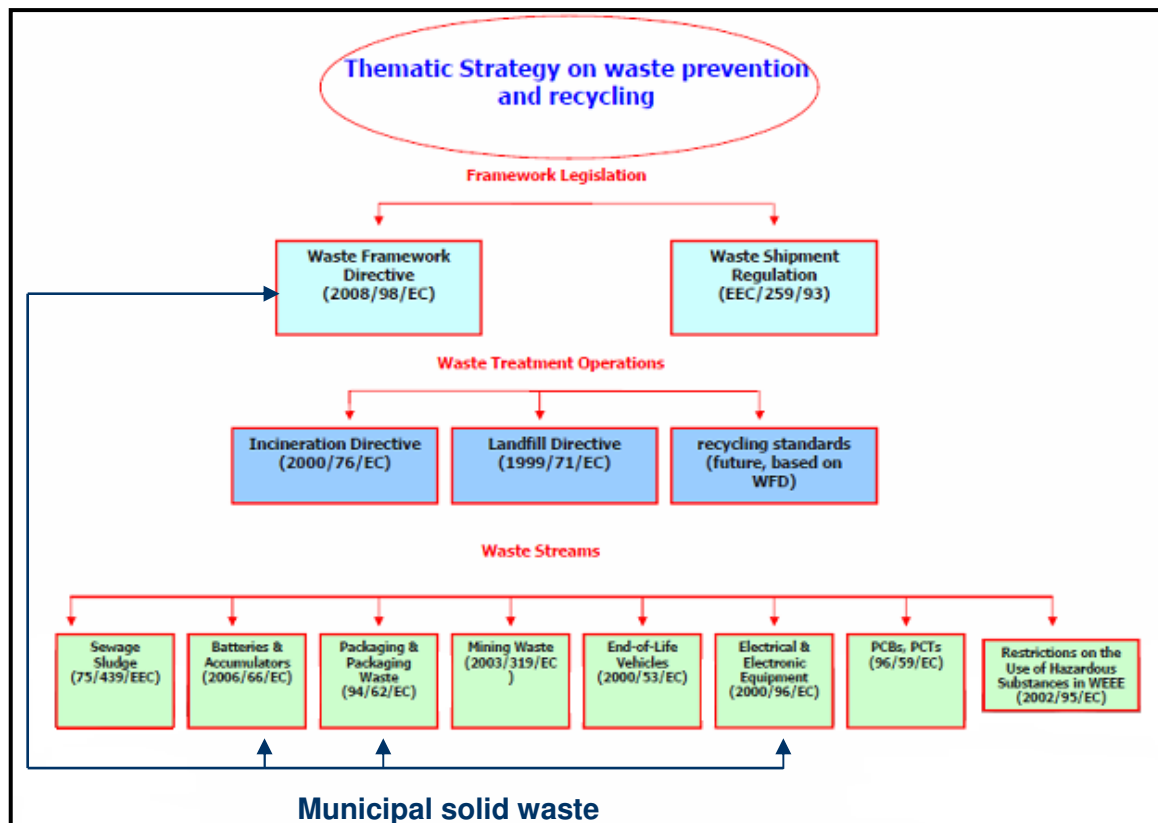 Thematic Strategy on waste prevention
and recycling
Framework Legislation
Waste Framework
Directive
(2008/98/EC)
Waste Shipment
Regulation
(EEC/259/93)
Waste Treatment Operations
Incineration Directive
(2000/76/EC)
Landfill Directive
(1999/71/EC)
recycling standards
(future, based on
WFD)
Waste Streams
Sewage
Sludge
(75/439/EEC)
Batteries &
Accumulators
(2006/66/EC)
Packaging &
Packaging
Waste
(94/62/EC)
Mining Waste
(2003/319/EC
)
End-of-Life
Vehicles
(2000/53/EC)
Electrical &
Electronic
Equipment
(2000/96/EC)
PCBs, PCTs
(96/59/EC)
Restrictions on the
Use of Hazardous
Substances in WEEE
(2002/95/EC)
Municipal solid waste